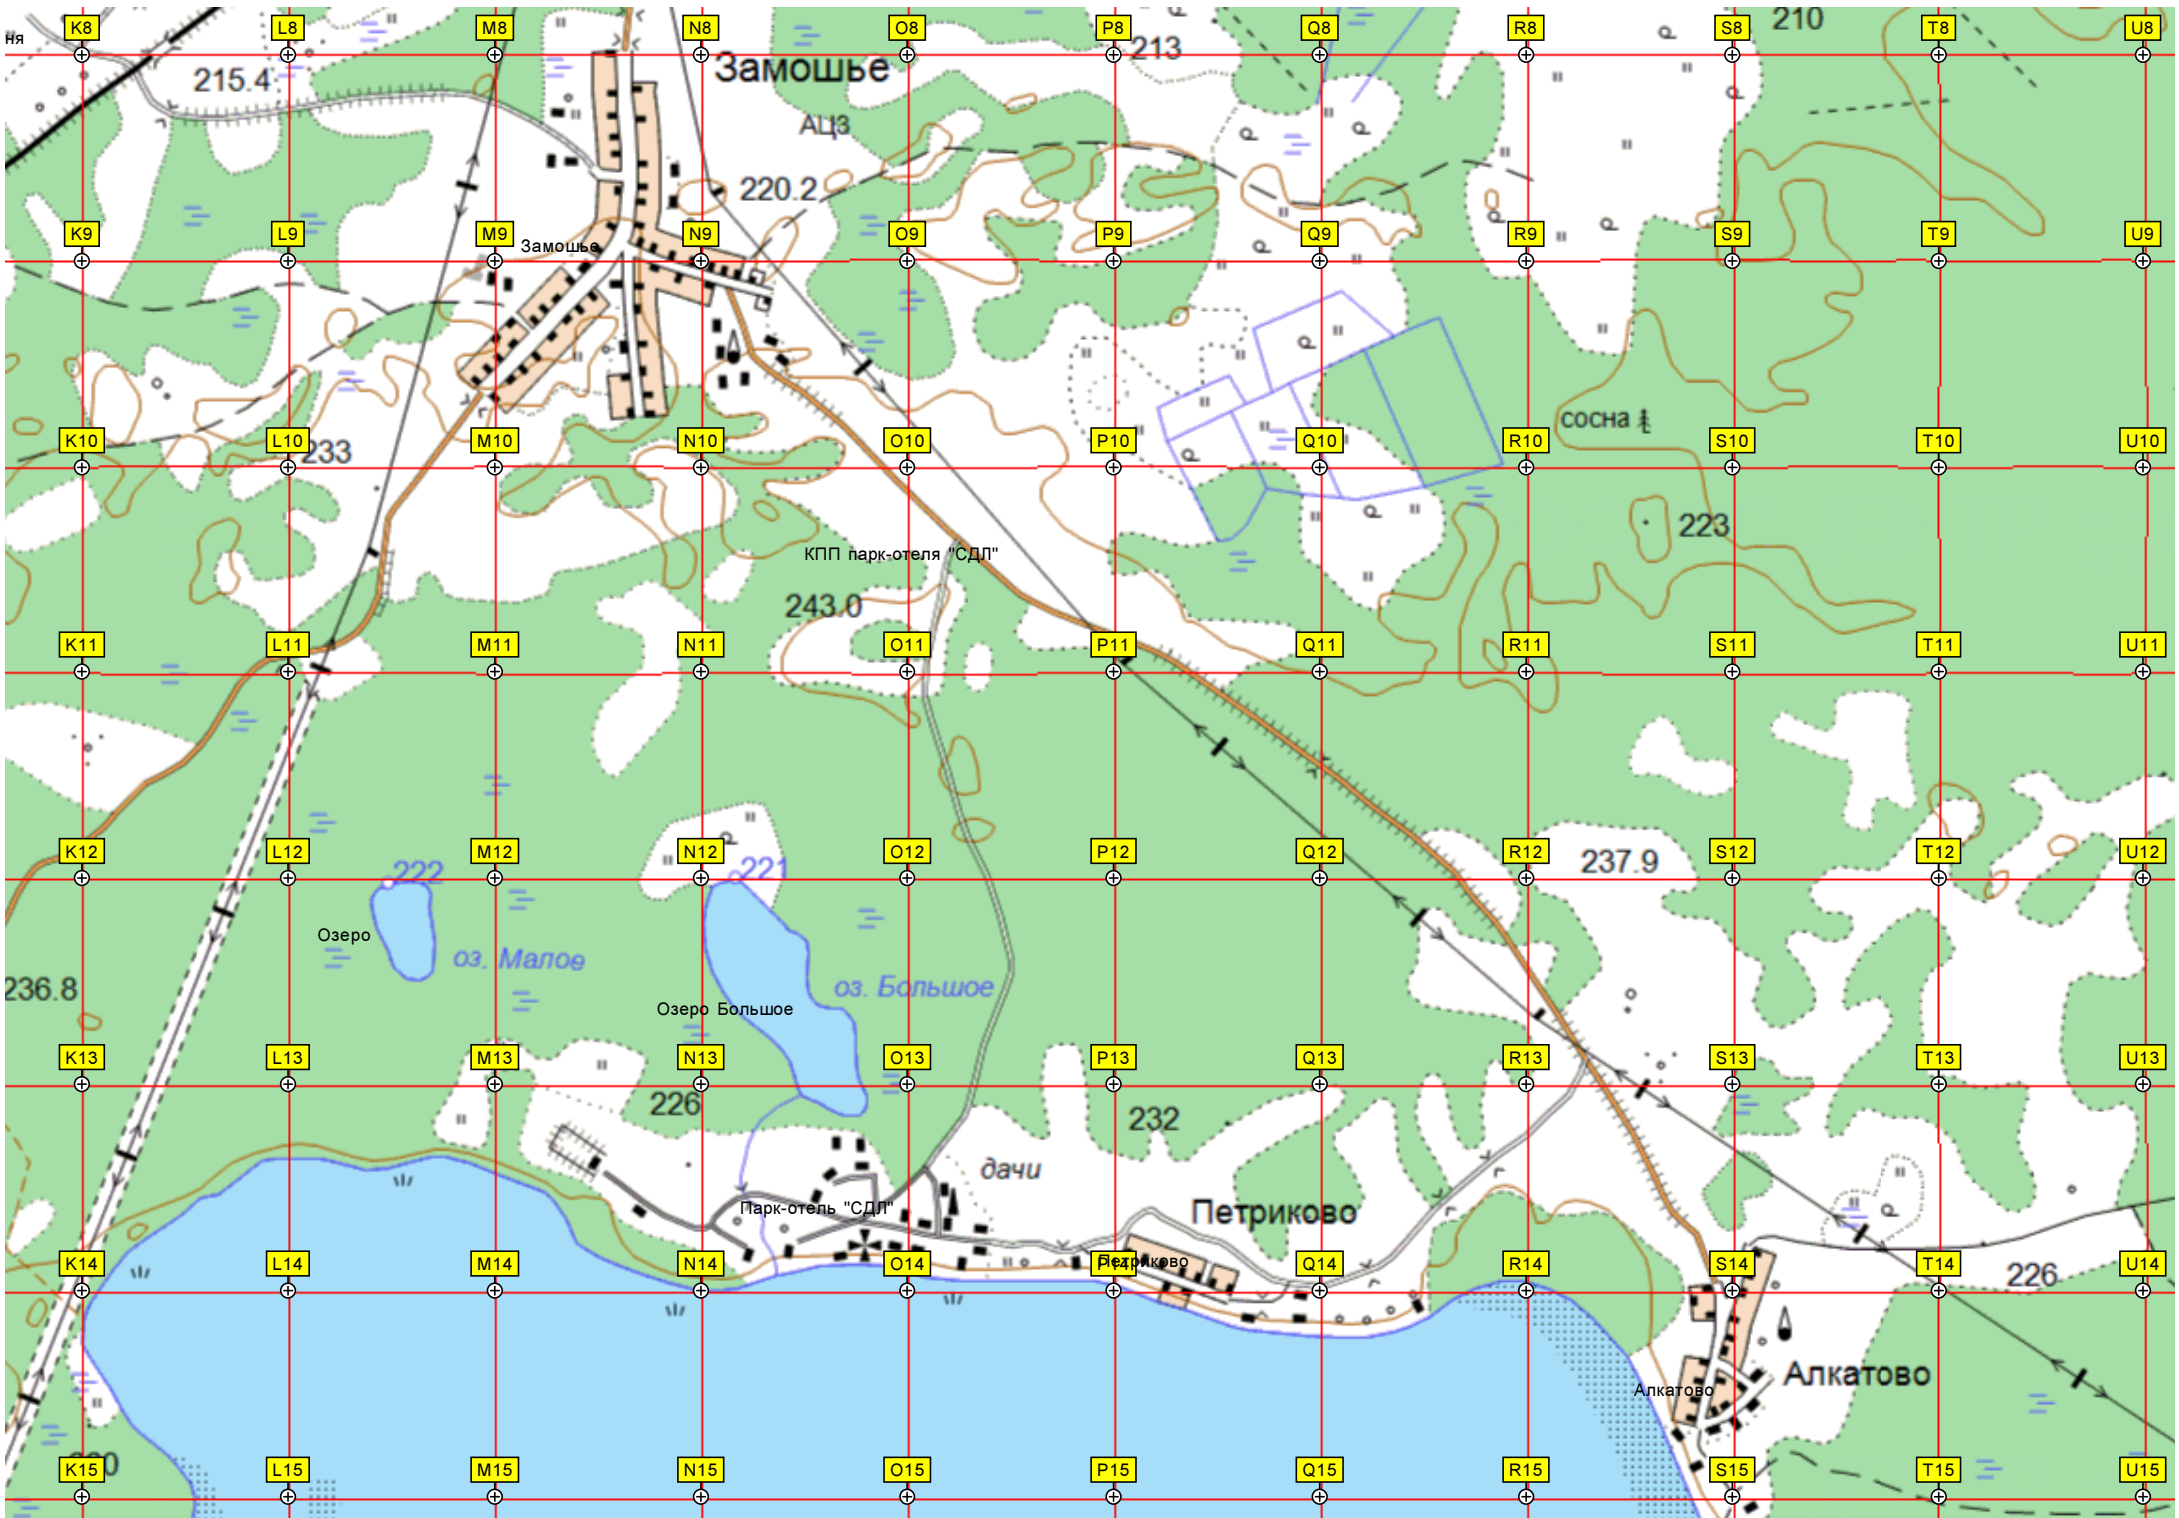 ня
K8 L8 M8 N8 O8 P8 Q8 R8 S8 T8 U8
210
213
Замошье
215.4
АЦЗ
220.2
K9 L9 M9 N9 O9 P9 Q9 R9 S9 T9 U9
Замошье
сосна
K10 L10 M10 N10 O10 P10 Q10 R10 S10 T10 U10
233
223
КПП парк-отеля "СДЛ"
243.0
K11 L11 M11 N11 O11 P11 Q11 R11 S11 T11 U11
K12 L12 M12 N12 O12 P12 Q12 R12 S12 T12 U12
237.9
222
221
Озеро
оз. Малое
236.8
оз. Большое
Озеро Большое
K13 L13 M13 N13 O13 P13 Q13 R13 S13 T13 U13
226
232
дачи
Парк-отель "СДЛ"
Петриково
K14 L14 M14 N14 O14 P14 Q14 R14 S14 T14 U14
Петриково
226
Алкатово
Алкатово
K15 L15 M15 N15 O15 P15 Q15 R15 S15 T15 U15